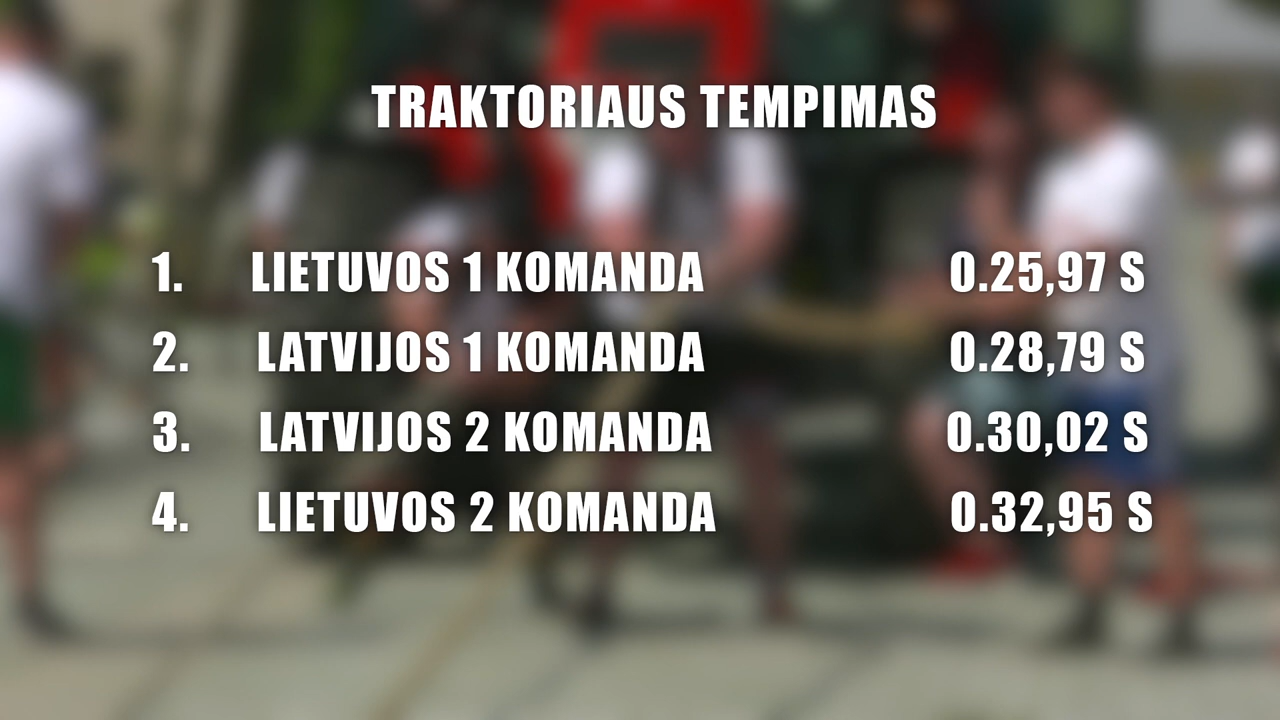 TRAKTORIAUS TEMPIMAS
1. LIETUVOS 1 KOMANDA 0.25,97 S
2. LATVIJOS 1 KOMANDA 0.28,79 S
3. LATVIJOS 2 KOMANDA 0.30,02 S
4. LIETUVOS 2 KOMANDA 0.32,95 S